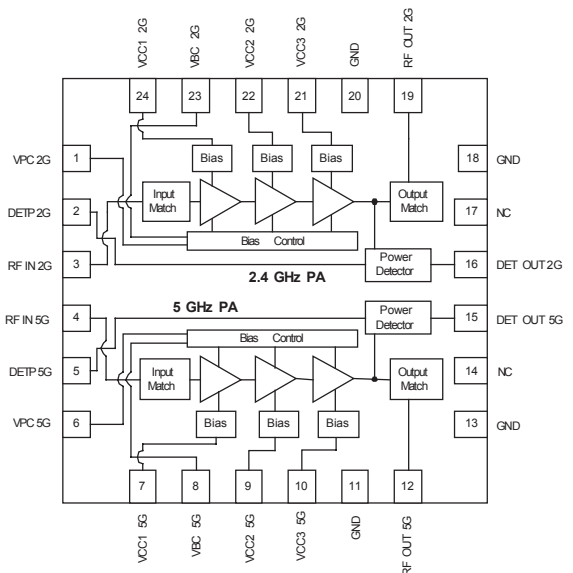 VCC1 2G
VBC 2G
VCC2 2G
VCC3 2G
GND
RF OUT 2G
24
23
22
21
20
19
VPC 2G
1
Bias
Bias
Bias
18
GND
DETP 2G
2
Input
Match
Output
Match
17
NC
Bias Control
RF IN 2G
3
2.4 GHz PA
Power
Detector
16
DET OUT 2G
RF IN 5G
4
5 GHz PA
Power
Detector
15
DET OUT 5G
Bias Control
DETP 5G
5
Input
Match
Output
Match
14
NC
VPC 5G
6
Bias
Bias
Bias
13
GND
7
8
9
10
11
12
VCC1 5G
VBC 5G
VCC2 5G
VCC3 5G
GND
RF OUT 5G